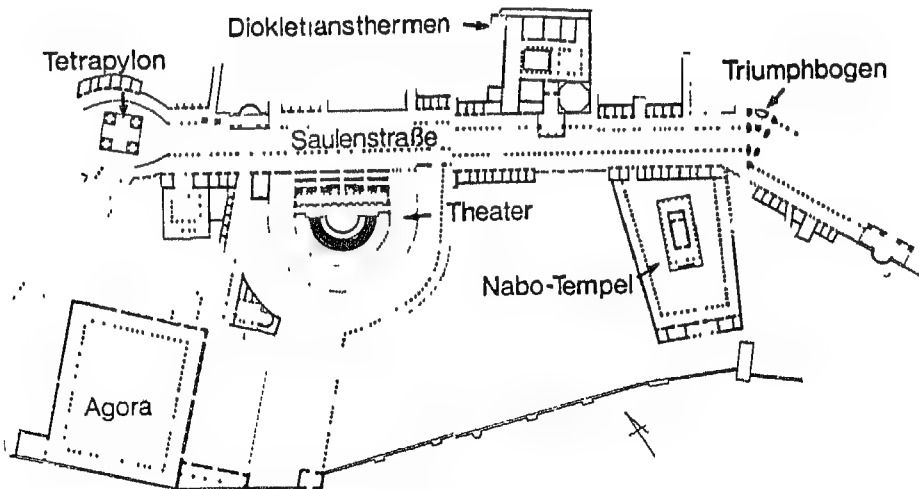 Diokletiansthermen
Tetrapylon
Triumphbogen
Saulenstraße
Theater
Nabo-Tempel
Agora